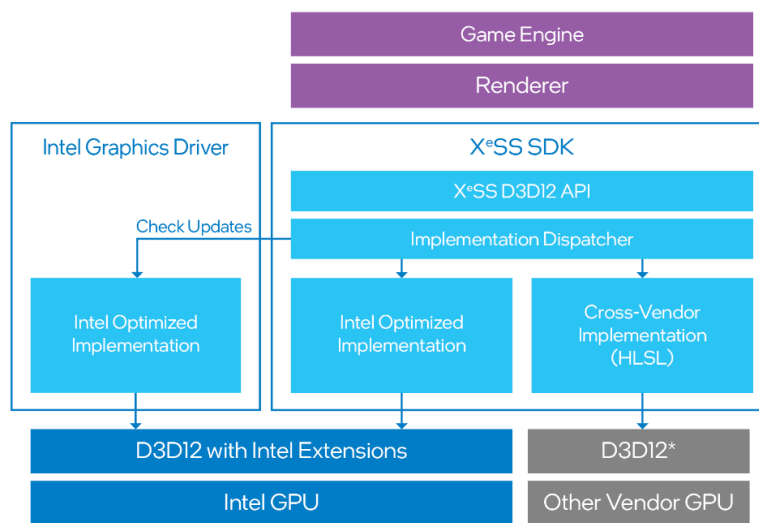 Game Engine
Renderer
Intel Graphics Driver
XᵉSS SDK
XᵉSS D3D12 API
Check Updates
Implementation Dispatcher
Intel Optimized
Implementation
Intel Optimized
Implementation
Cross-Vendor
Implementation
(HLSL)
D3D12 with Intel Extensions
D3D12*
Intel GPU
Other Vendor GPU